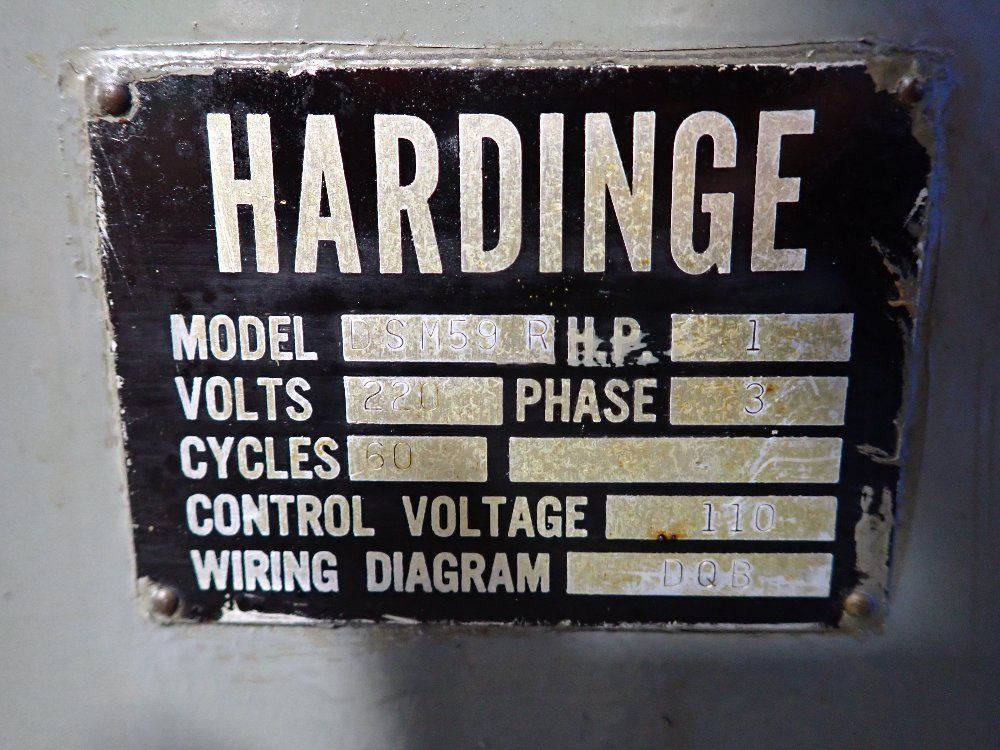 HARDINGE
MODEL DSM59 R H.P. 1
VOLTS 220 PHASE 3
CYCLES 60
CONTROL VOLTAGE 110
WIRING DIAGRAM DQB